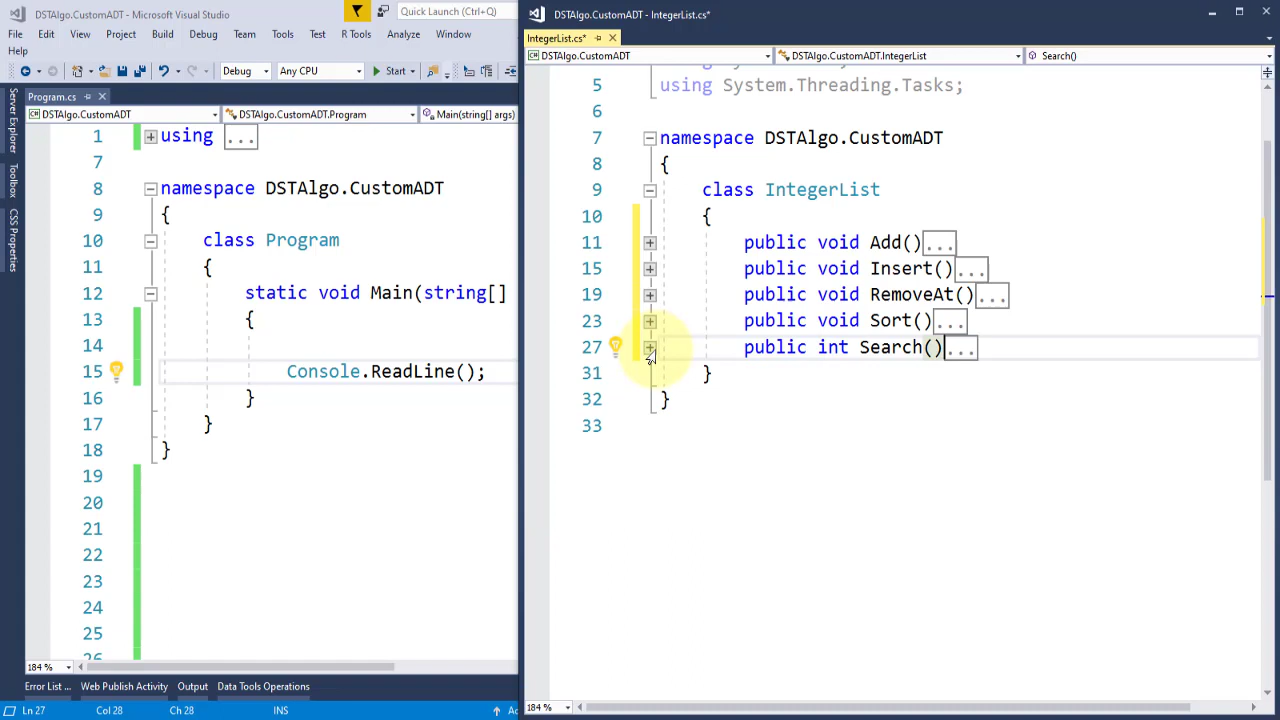 DSTAlgo.CustomADT - Microsoft Visual Studio
Quick Launch (Ctrl+Q)
File Edit View Project Build Debug Team Tools Test R Tools Analyze Window
Help
Debug Any CPU Start
Server Explorer
Toolbox
CSS Properties
Program.cs
DSTAlgo.CustomADT DSTAlgo.CustomADT.Program Main(string[] args)
1 using ...
7
8 namespace DSTAlgo.CustomADT
9 {
10 class Program
11 {
12 static void Main(string[]
13 {
14
15 Console.ReadLine();
16 }
17 }
18 }
19
20
21
22
23
24
25
26
184 %
Error List ... Web Publish Activity Output Data Tools Operations
Ln 27 Col 28 Ch 28 INS
DSTAlgo.CustomADT - IntegerList.cs*
IntegerList.cs*
DSTAlgo.CustomADT DSTAlgo.CustomADT.IntegerList Search()
5 using System.Threading.Tasks;
6
7 namespace DSTAlgo.CustomADT
8 {
9 class IntegerList
10 {
11 public void Add()...
15 public void Insert()...
19 public void RemoveAt()...
23 public void Sort()...
27 public int Search()...
31 }
32 }
33
184 %